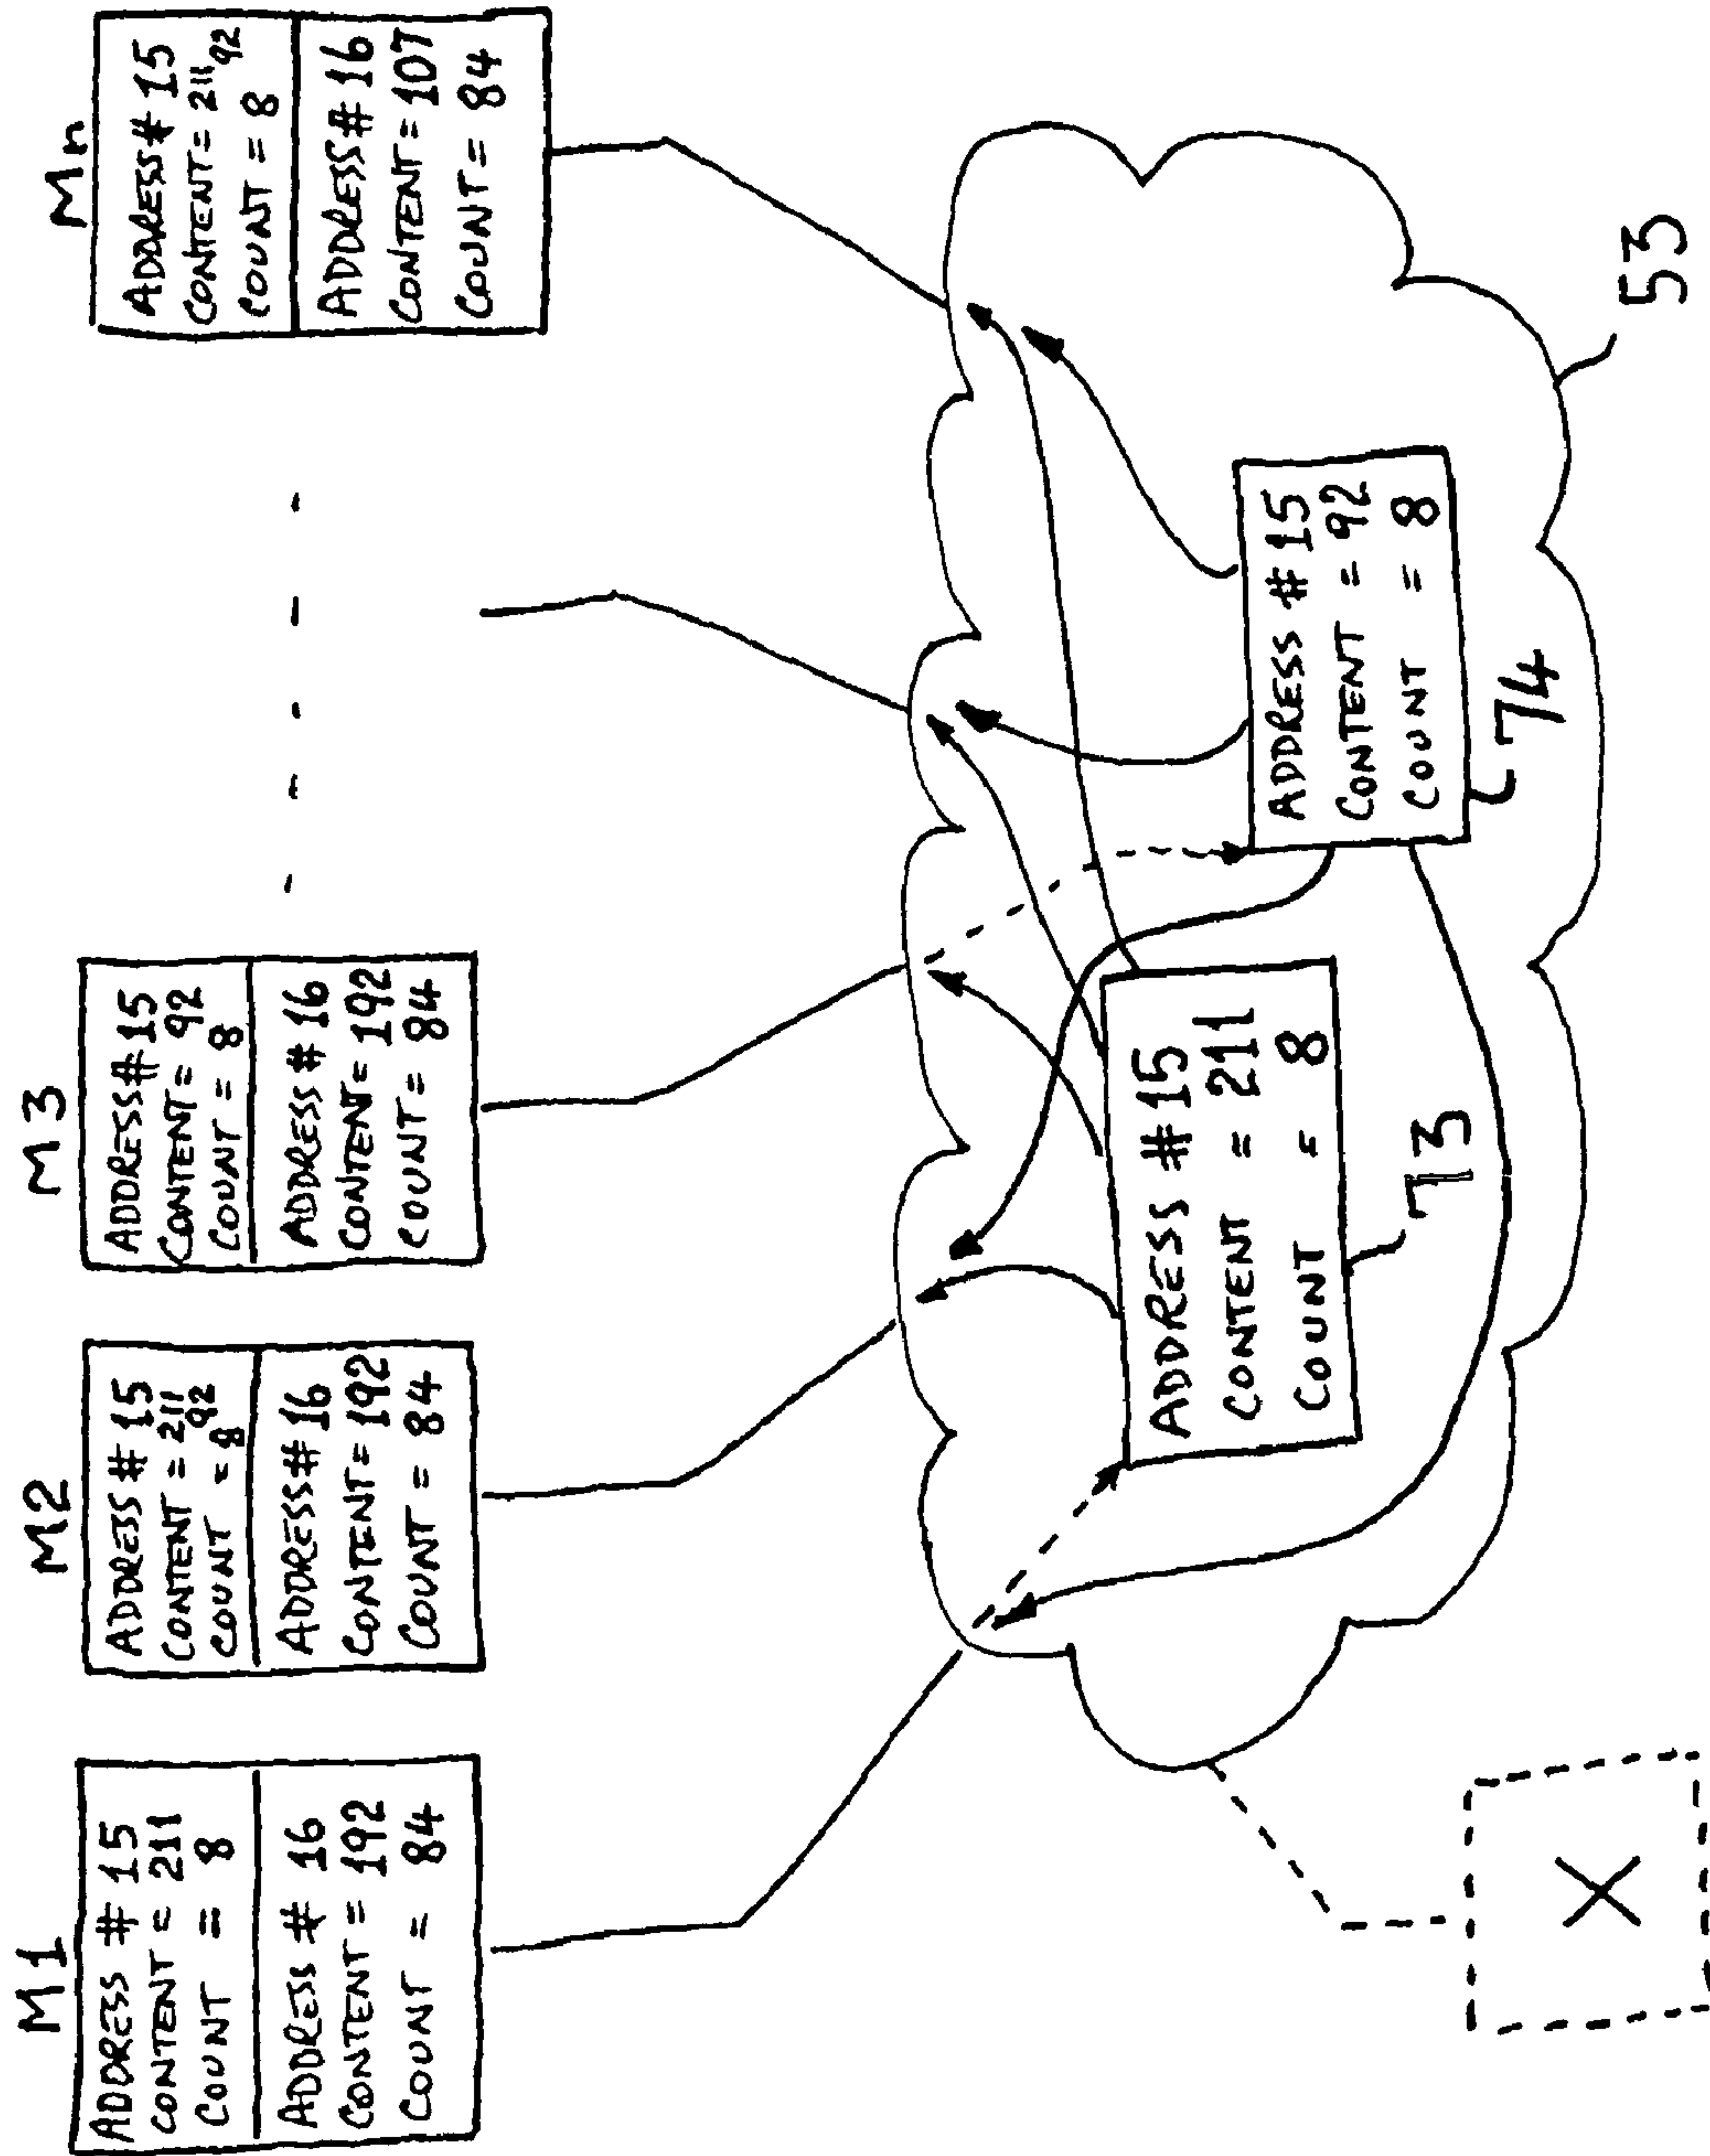 M1
ADDRESS # 15
CONTENT = 211
COUNT = 8
ADDRESS # 16
CONTENT = 192
COUNT = 84
M2
ADDRESS # 15
CONTENT = 211
92
COUNT = 8
ADDRESS # 16
CONTENT = 192
COUNT = 84
M3
ADDRESS # 15
CONTENT = 92
COUNT = 8
ADDRESS # 16
CONTENT = 192
COUNT = 84
Mn
ADDRESS # 15
CONTENT = 211
92
COUNT = 8
ADDRESS # 16
CONTENT = 107
COUNT = 84
ADDRESS #15
CONTENT = 211
COUNT = 8
73
ADDRESS #15
CONTENT = 92
COUNT = 8
74
53
X